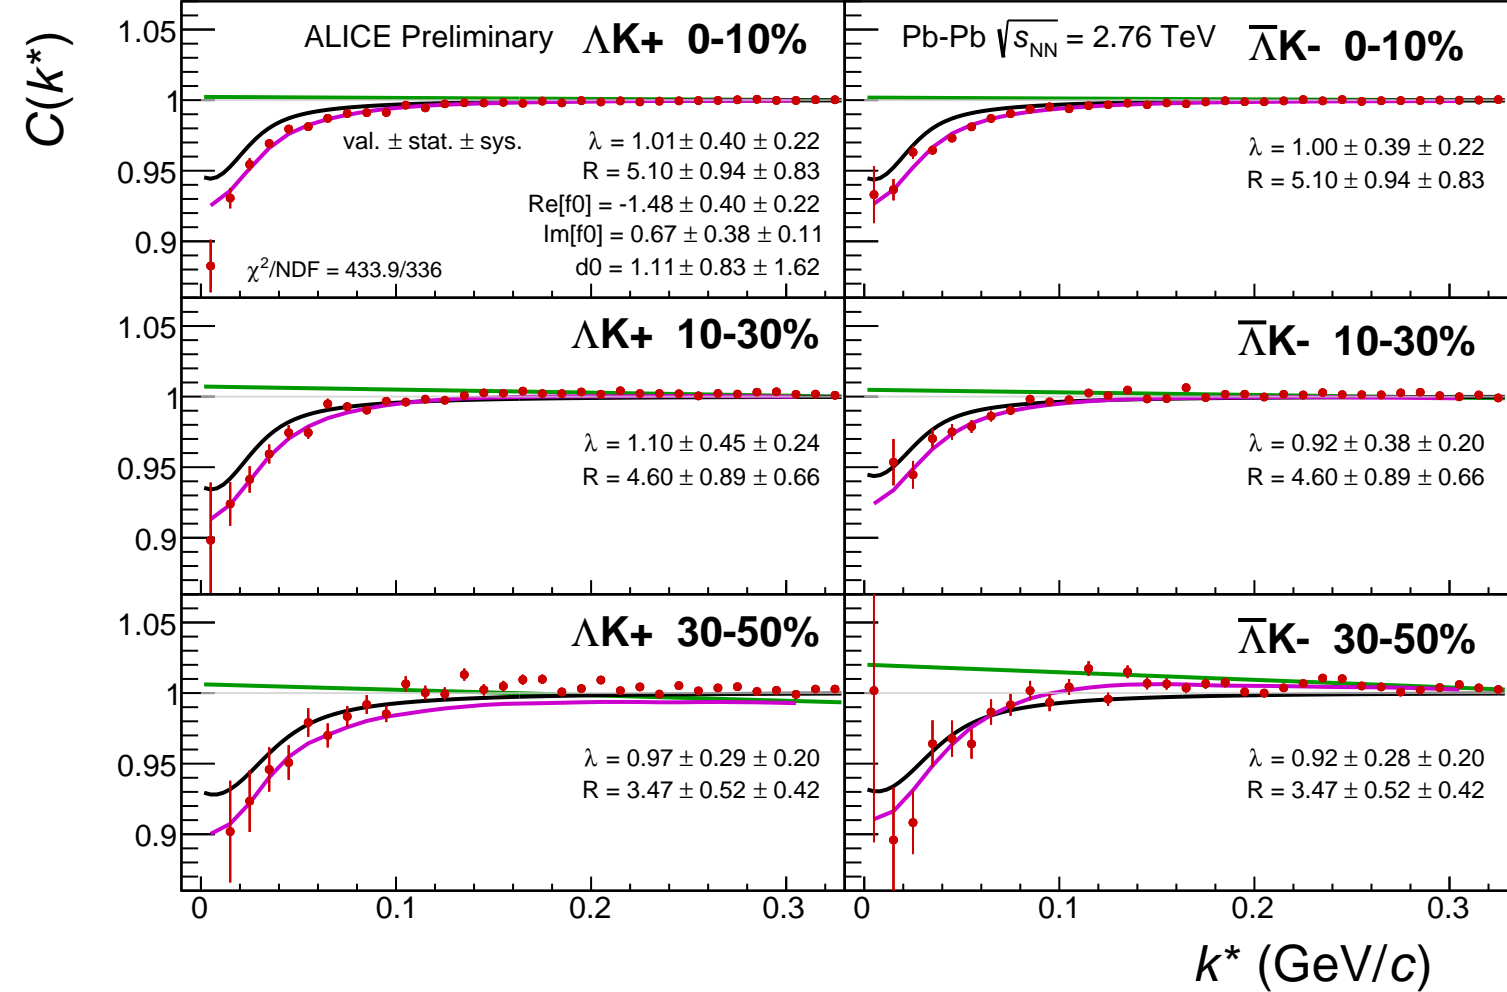 C(k*)
ALICE Preliminary ΛK+ 0-10%
val. ± stat. ± sys.
λ = 1.01 ± 0.40 ± 0.22
R = 5.10 ± 0.94 ± 0.83
Re[f0] = -1.48 ± 0.40 ± 0.22
Im[f0] = 0.67 ± 0.38 ± 0.11
d0 = 1.11 ± 0.83 ± 1.62
χ²/NDF = 433.9/336
1.05
1
0.95
0.9
Pb-Pb √sNN = 2.76 TeV Λ̅K- 0-10%
λ = 1.00 ± 0.39 ± 0.22
R = 5.10 ± 0.94 ± 0.83
ΛK+ 10-30%
λ = 1.10 ± 0.45 ± 0.24
R = 4.60 ± 0.89 ± 0.66
1.05
1
0.95
0.9
Λ̅K- 10-30%
λ = 0.92 ± 0.38 ± 0.20
R = 4.60 ± 0.89 ± 0.66
ΛK+ 30-50%
λ = 0.97 ± 0.29 ± 0.20
R = 3.47 ± 0.52 ± 0.42
1.05
1
0.95
0.9
Λ̅K- 30-50%
λ = 0.92 ± 0.28 ± 0.20
R = 3.47 ± 0.52 ± 0.42
0 0.1 0.2 0.3
0 0.1 0.2 0.3
k* (GeV/c)